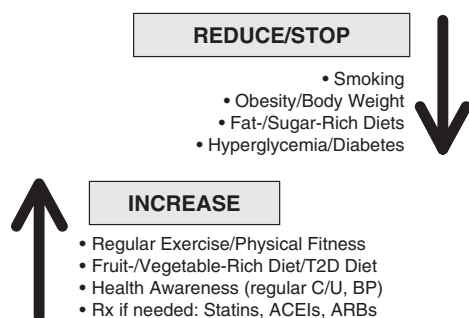 REDUCE/STOP
• Smoking
• Obesity/Body Weight
• Fat-/Sugar-Rich Diets
• Hyperglycemia/Diabetes
INCREASE
• Regular Exercise/Physical Fitness
• Fruit-/Vegetable-Rich Diet/T2D Diet
• Health Awareness (regular C/U, BP)
• Rx if needed: Statins, ACEIs, ARBs